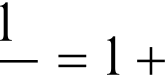 1
— = 1 +